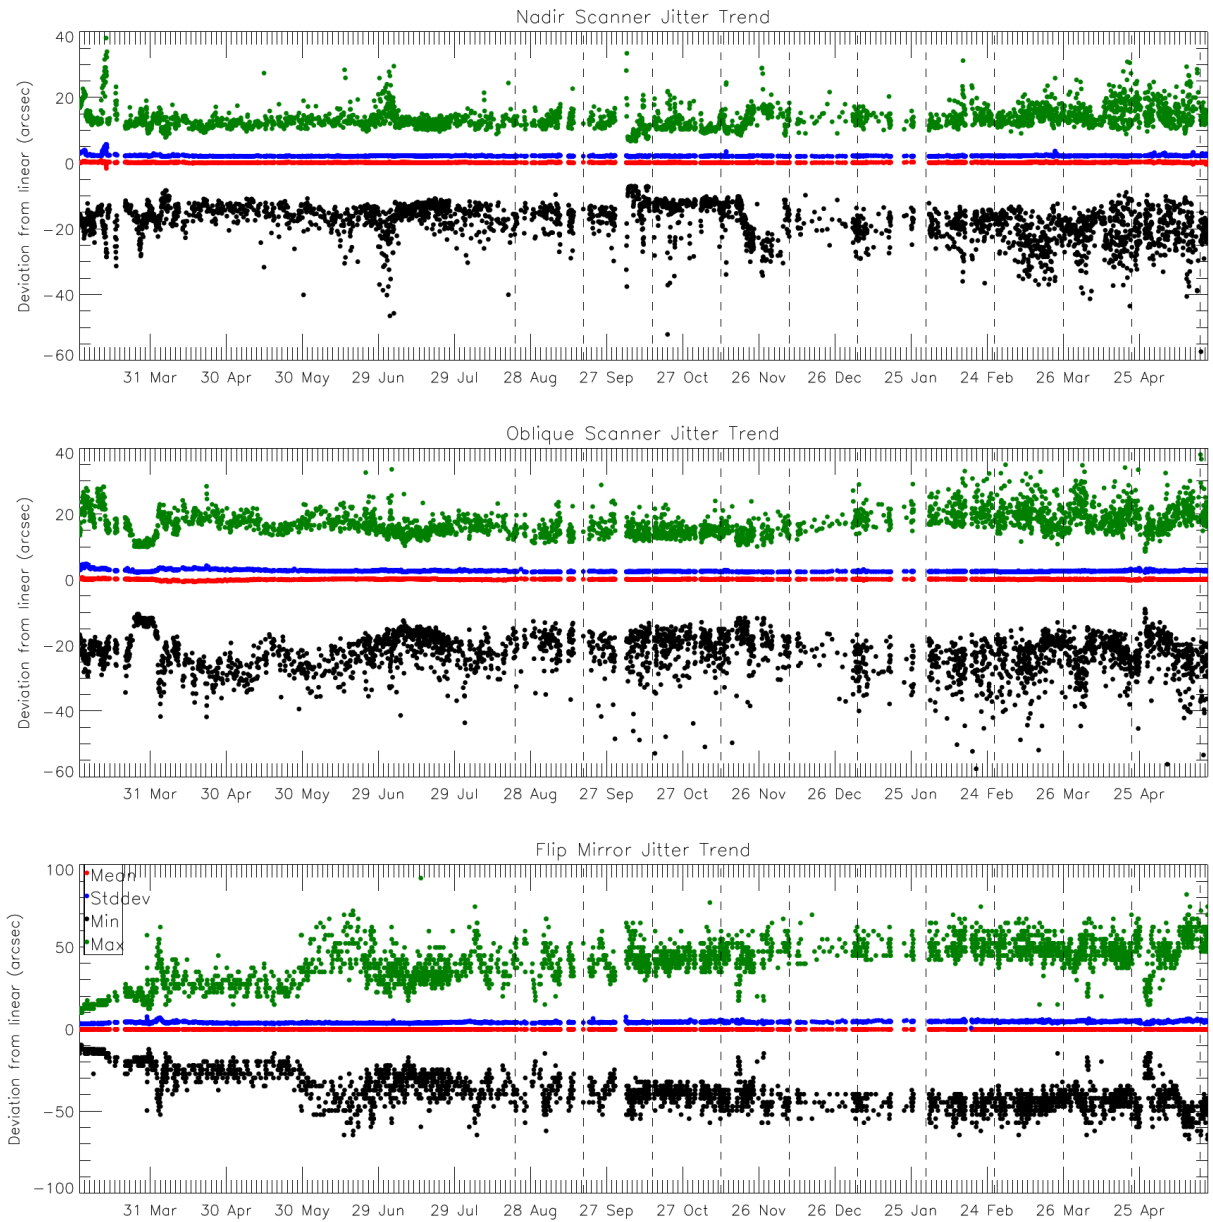 Nadir Scanner Jitter Trend
Deviation from linear (arcsec)
40
20
0
-20
-40
-60
31 Mar 30 Apr 30 May 29 Jun 29 Jul 28 Aug 27 Sep 27 Oct 26 Nov 26 Dec 25 Jan 24 Feb 26 Mar 25 Apr
Oblique Scanner Jitter Trend
Deviation from linear (arcsec)
40
20
0
-20
-40
-60
31 Mar 30 Apr 30 May 29 Jun 29 Jul 28 Aug 27 Sep 27 Oct 26 Nov 26 Dec 25 Jan 24 Feb 26 Mar 25 Apr
Flip Mirror Jitter Trend
Deviation from linear (arcsec)
100
50
0
-50
-100
Mean
Stddev
Min
Max
31 Mar 30 Apr 30 May 29 Jun 29 Jul 28 Aug 27 Sep 27 Oct 26 Nov 26 Dec 25 Jan 24 Feb 26 Mar 25 Apr